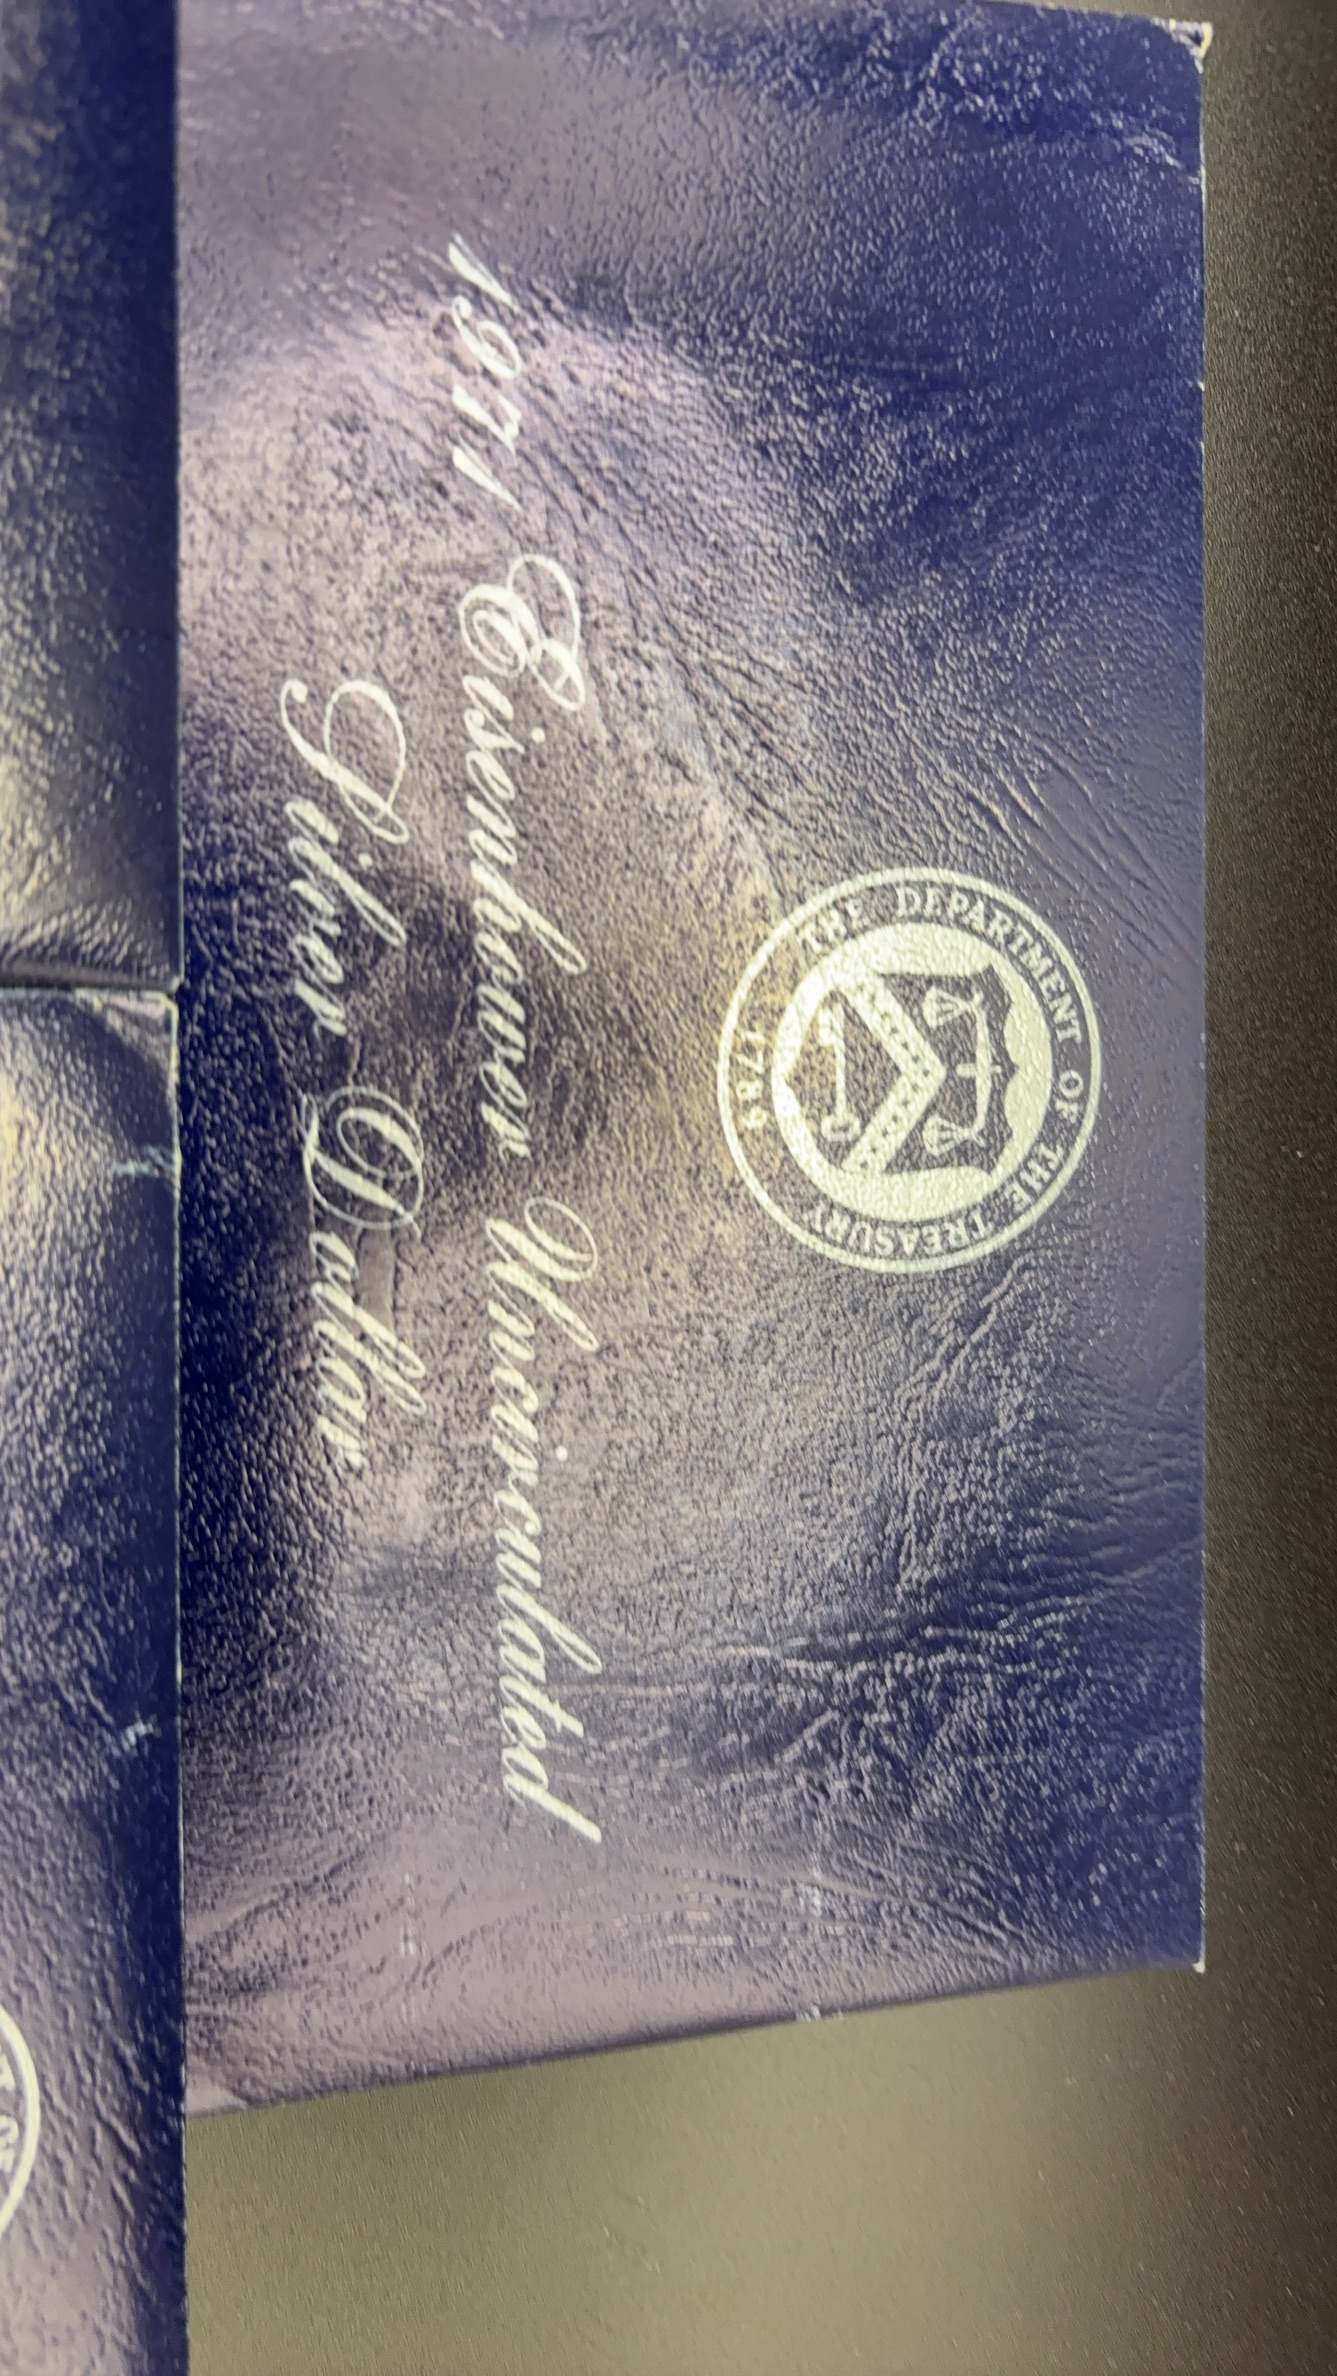 THE DEPARTMENT OF THE TREASURY
1789
1971 Eisenhower Uncirculated
Silver Dollar